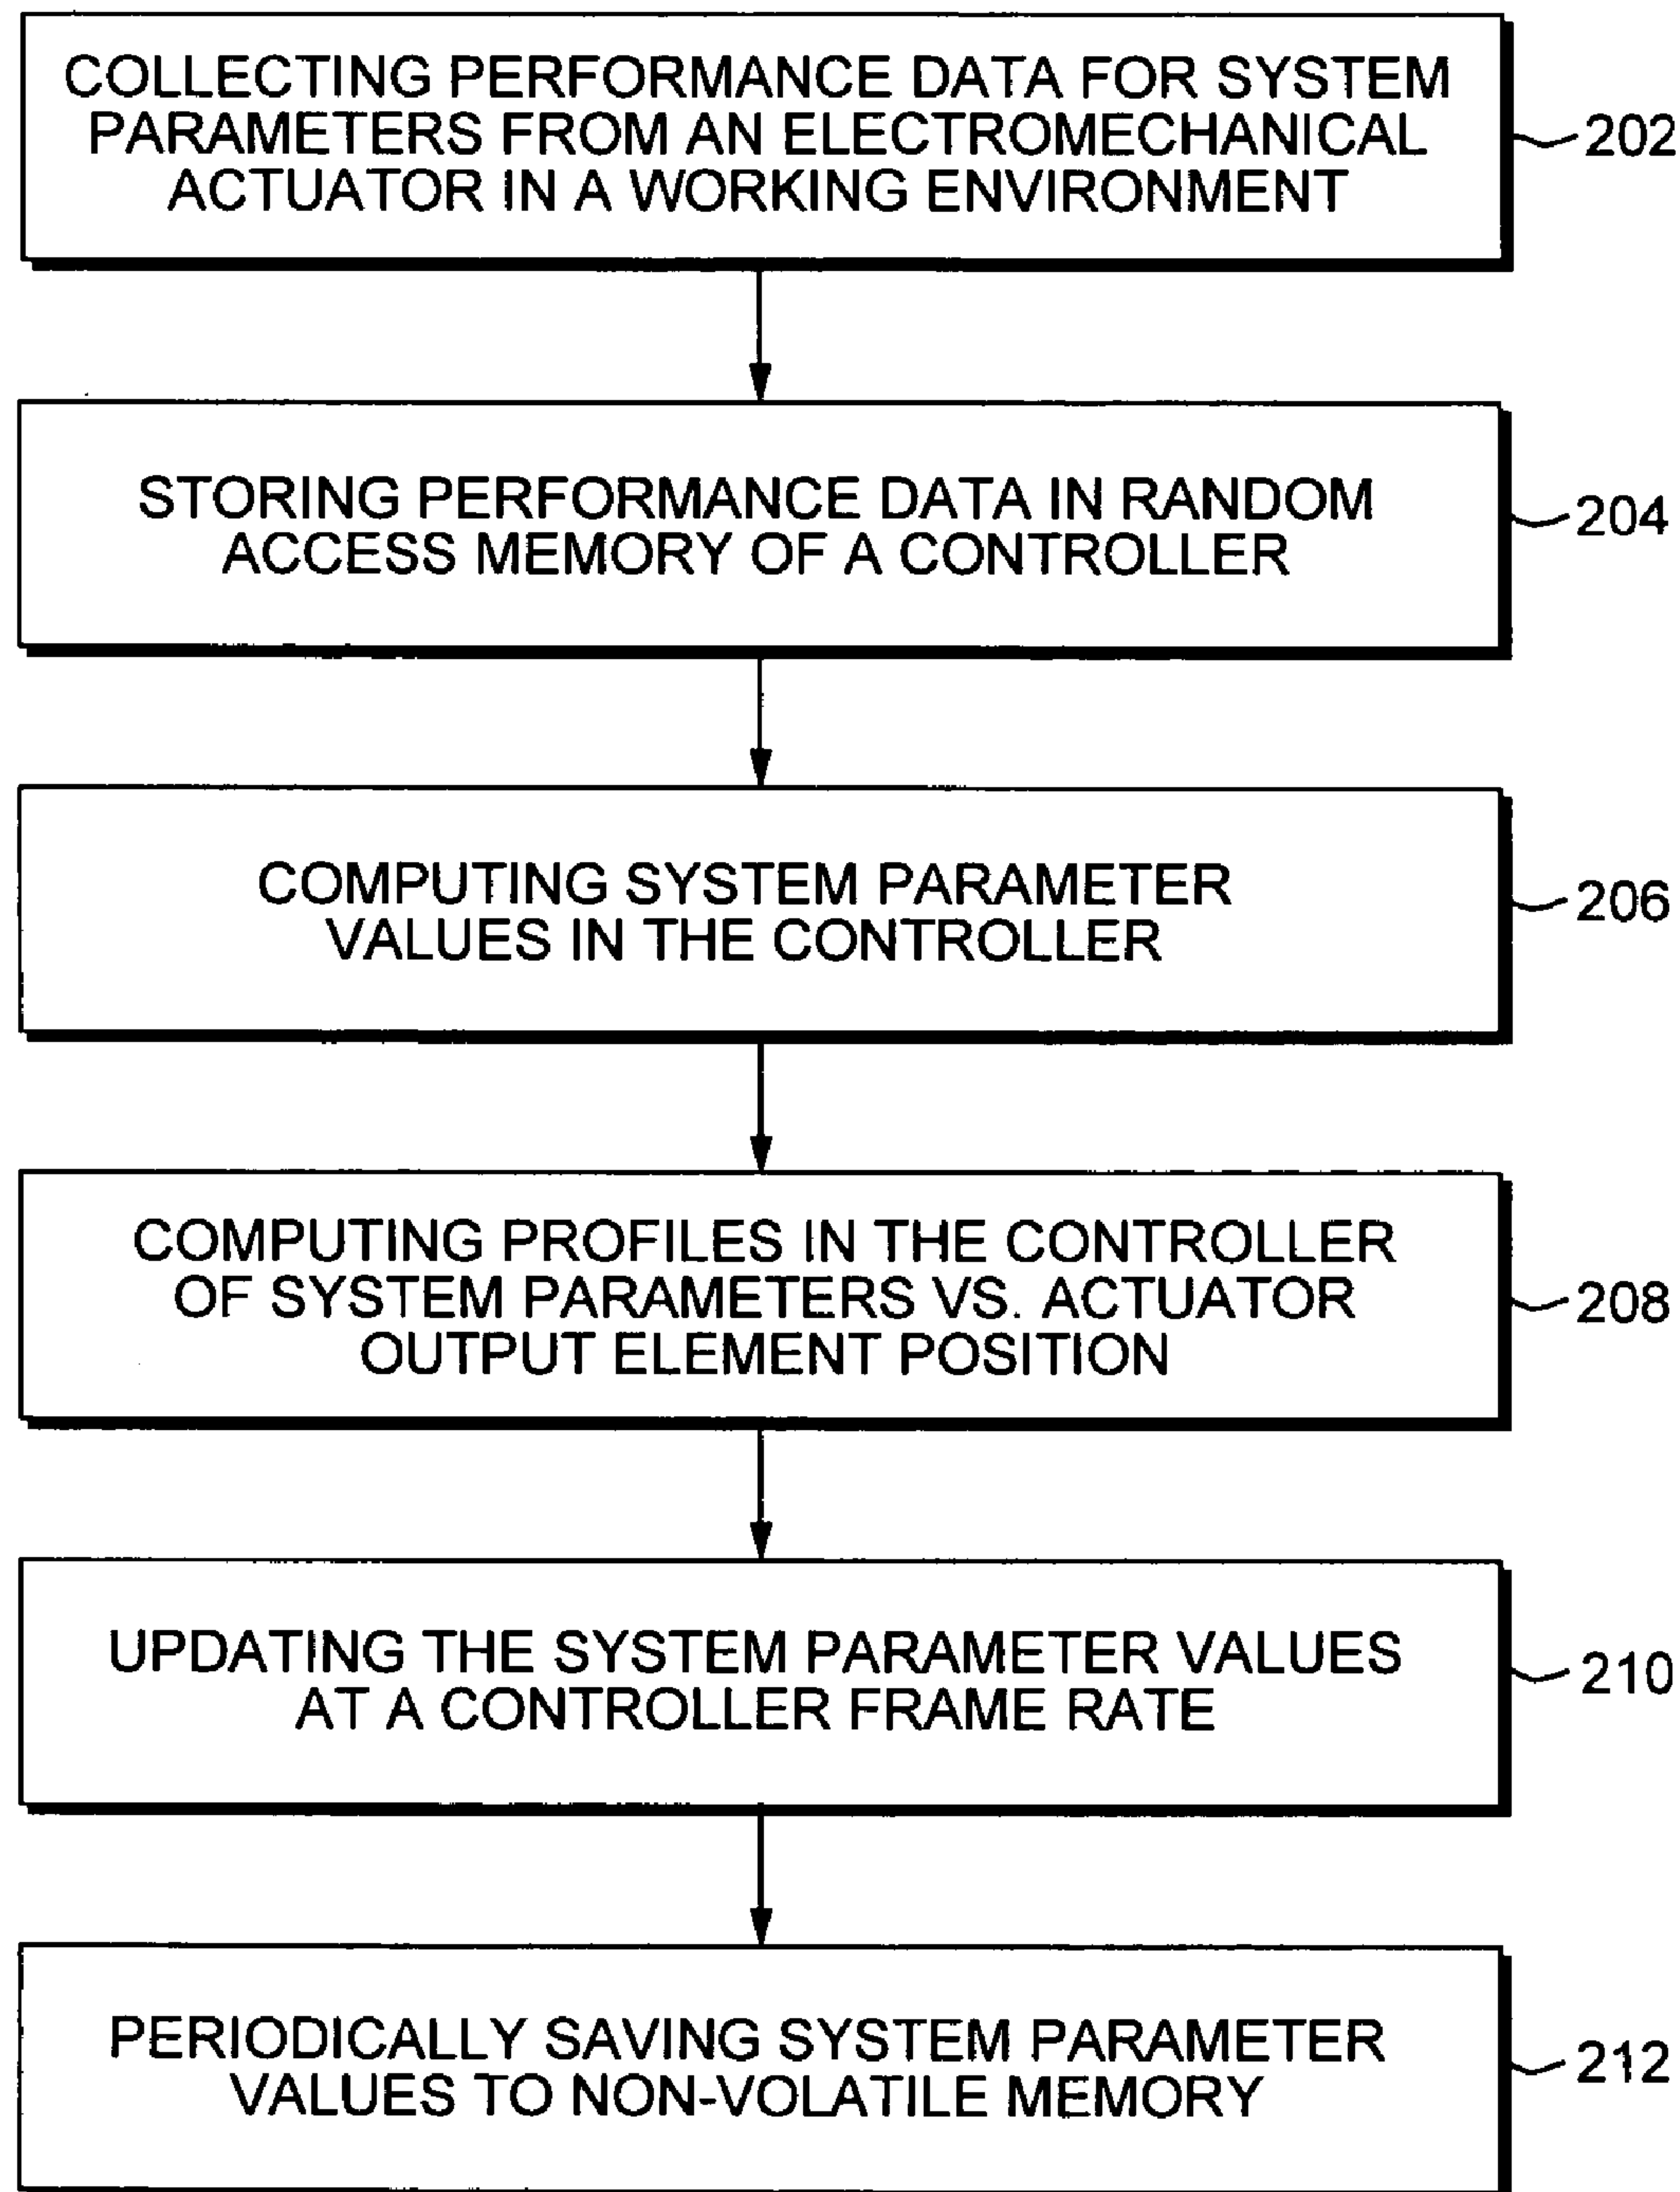 COLLECTING PERFORMANCE DATA FOR SYSTEM
PARAMETERS FROM AN ELECTROMECHANICAL
ACTUATOR IN A WORKING ENVIRONMENT
202
STORING PERFORMANCE DATA IN RANDOM
ACCESS MEMORY OF A CONTROLLER
204
COMPUTING SYSTEM PARAMETER
VALUES IN THE CONTROLLER
206
COMPUTING PROFILES IN THE CONTROLLER
OF SYSTEM PARAMETERS VS. ACTUATOR
OUTPUT ELEMENT POSITION
208
UPDATING THE SYSTEM PARAMETER VALUES
AT A CONTROLLER FRAME RATE
210
PERIODICALLY SAVING SYSTEM PARAMETER
VALUES TO NON-VOLATILE MEMORY
212